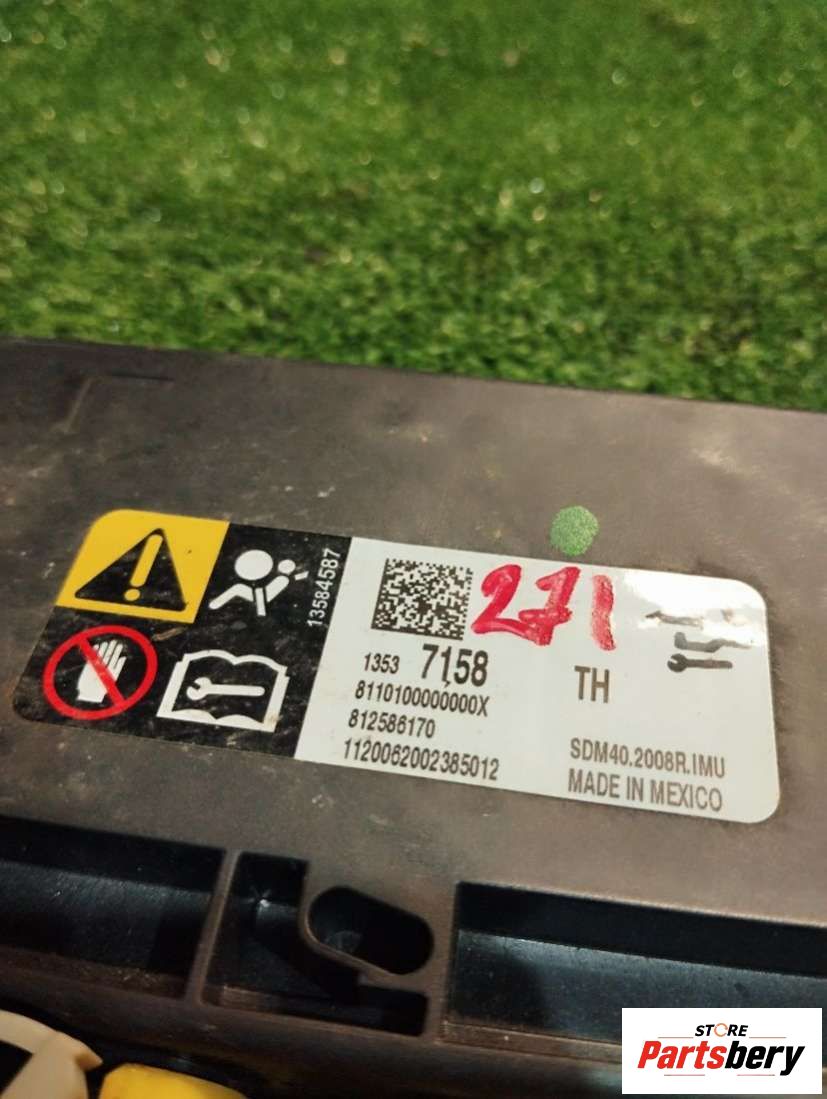 13584587
271
1353 7158
TH
8110100000000X
812586170
1120062002385012
SDM40.2008R.IMU
MADE IN MEXICO
STORE
Partsbery